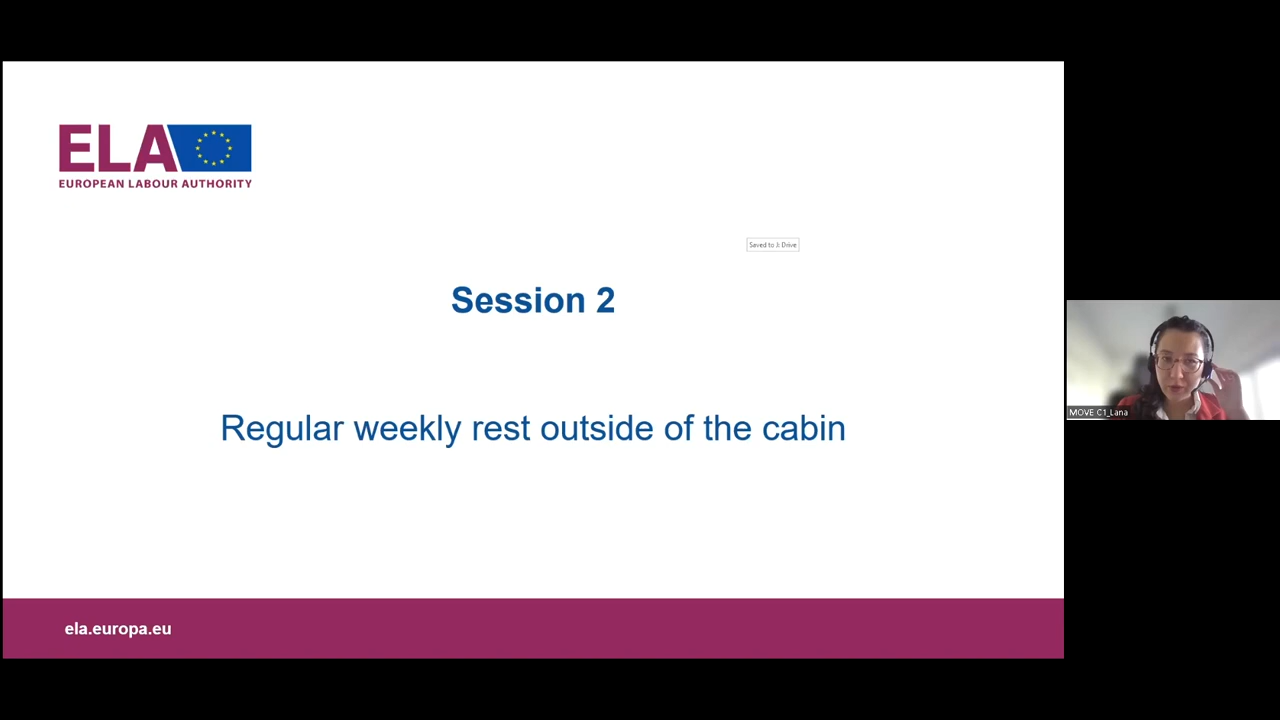 ELA
EUROPEAN LABOUR AUTHORITY
Saved to J: Drive
Session 2
Regular weekly rest outside of the cabin
MOVE C1_Lana
ela.europa.eu